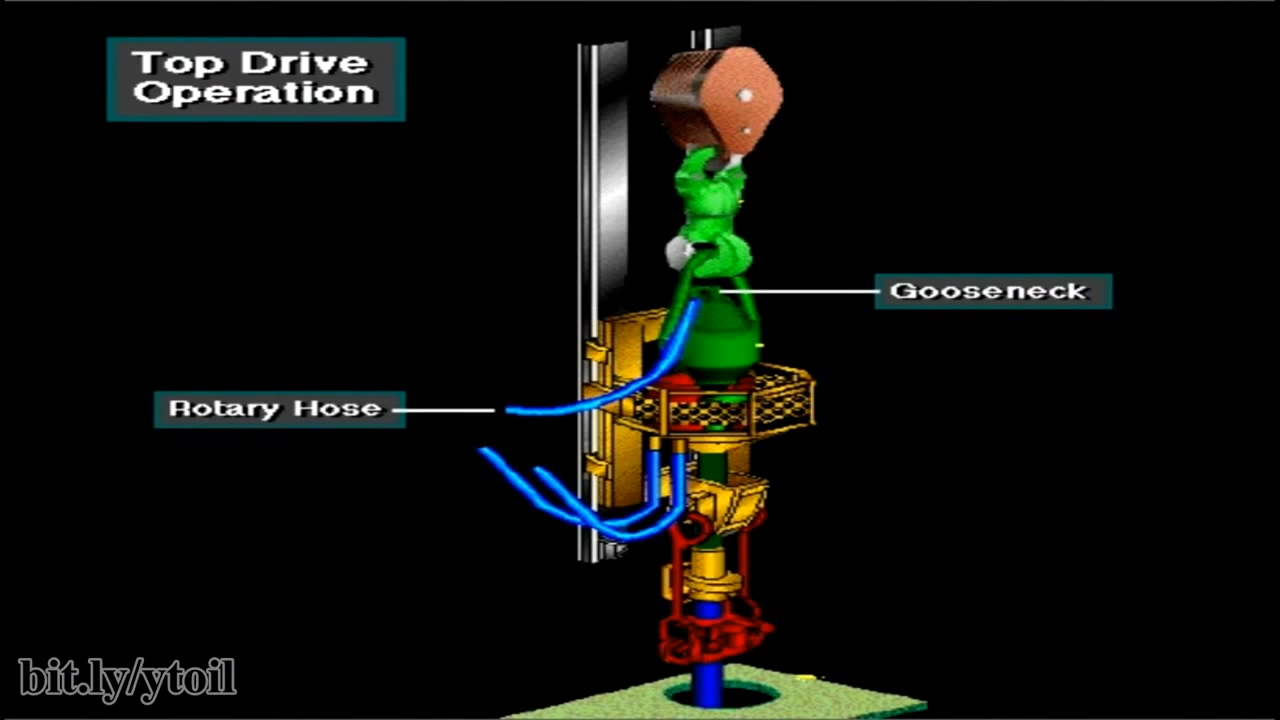 Top Drive
Operation
Gooseneck
Rotary Hose
bit.ly/ytoil